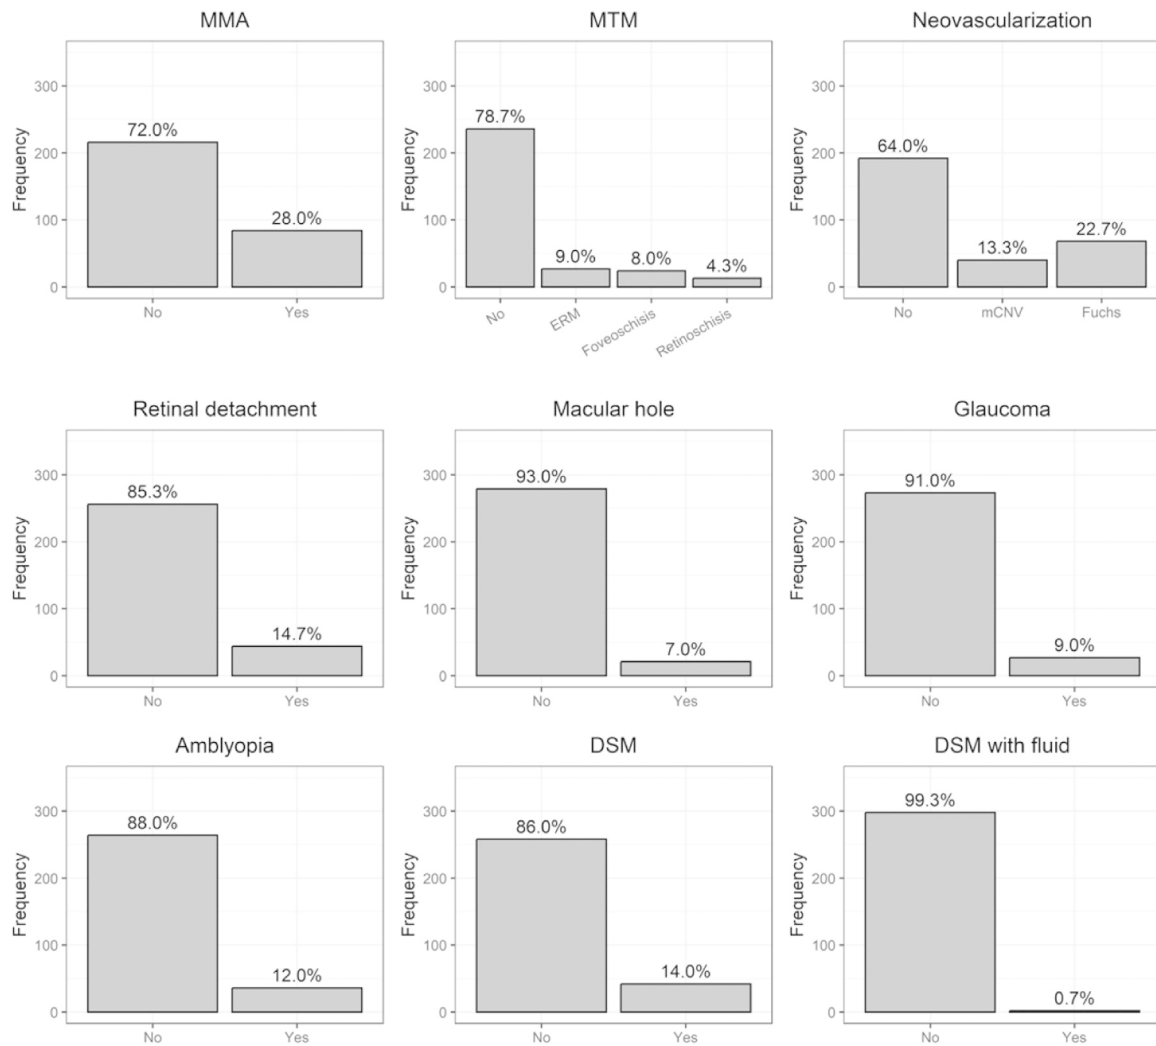 MMA
Frequency
300
200
100
0
72.0%
28.0%
No
Yes
MTM
Frequency
300
200
100
0
78.7%
9.0%
8.0%
4.3%
No
ERM
Foveoschisis
Retinoschisis
Neovascularization
Frequency
300
200
100
0
64.0%
13.3%
22.7%
No
mCNV
Fuchs
Retinal detachment
Frequency
300
200
100
0
85.3%
14.7%
No
Yes
Macular hole
Frequency
300
200
100
0
93.0%
7.0%
No
Yes
Glaucoma
Frequency
300
200
100
0
91.0%
9.0%
No
Yes
Amblyopia
Frequency
300
200
100
0
88.0%
12.0%
No
Yes
DSM
Frequency
300
200
100
0
86.0%
14.0%
No
Yes
DSM with fluid
Frequency
300
200
100
0
99.3%
0.7%
No
Yes